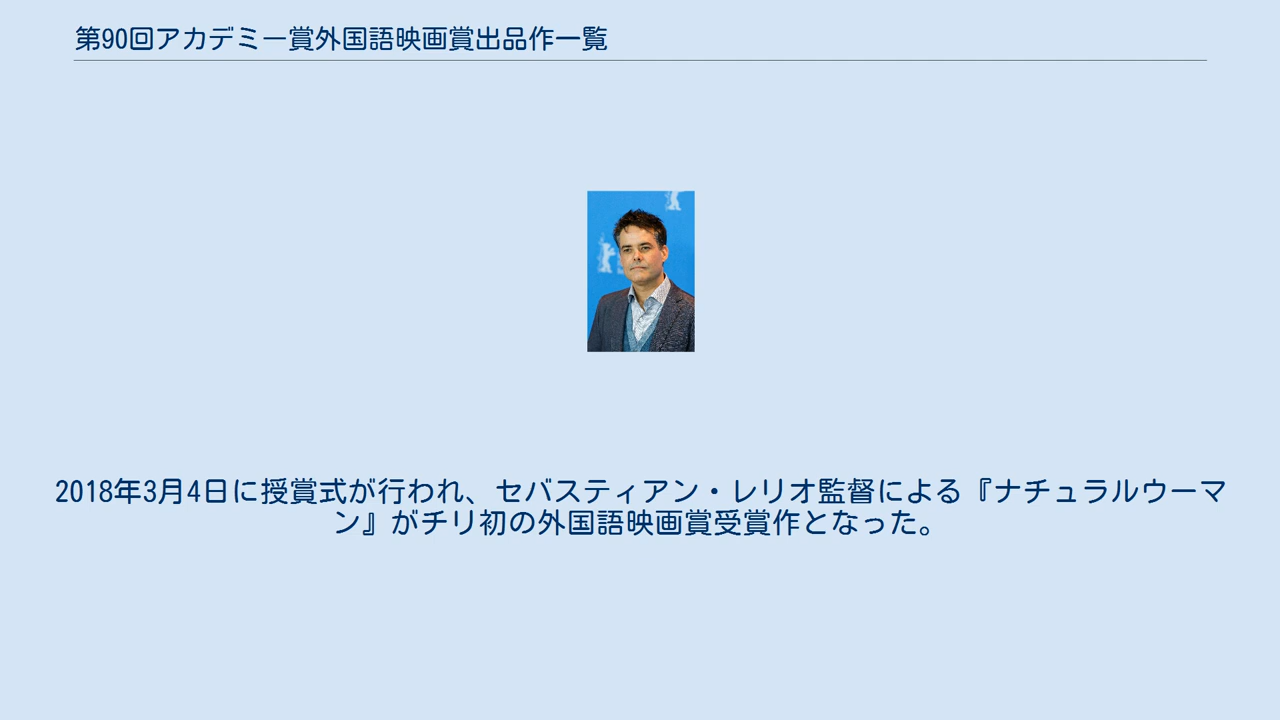 第90回アカデミー賞外国語映画賞出品作一覧
2018年3月4日に授賞式が行われ、セバスティアン・レリオ監督による『ナチュラルウーマ
ン』がチリ初の外国語映画賞受賞作となった。